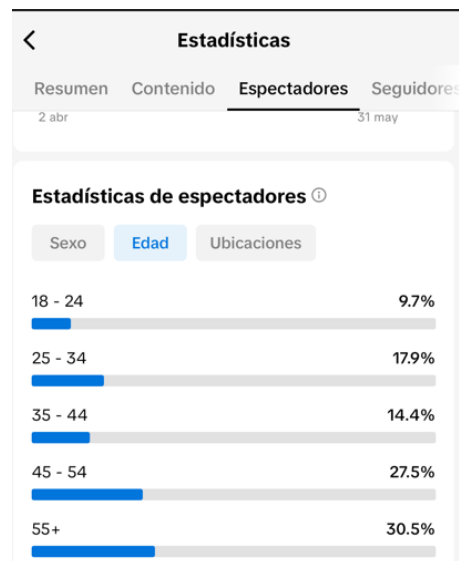 Estadísticas
Resumen Contenido Espectadores Seguidores
2 abr 31 may
Estadísticas de espectadores
Sexo Edad Ubicaciones
18 - 24 9.7%
25 - 34 17.9%
35 - 44 14.4%
45 - 54 27.5%
55+ 30.5%